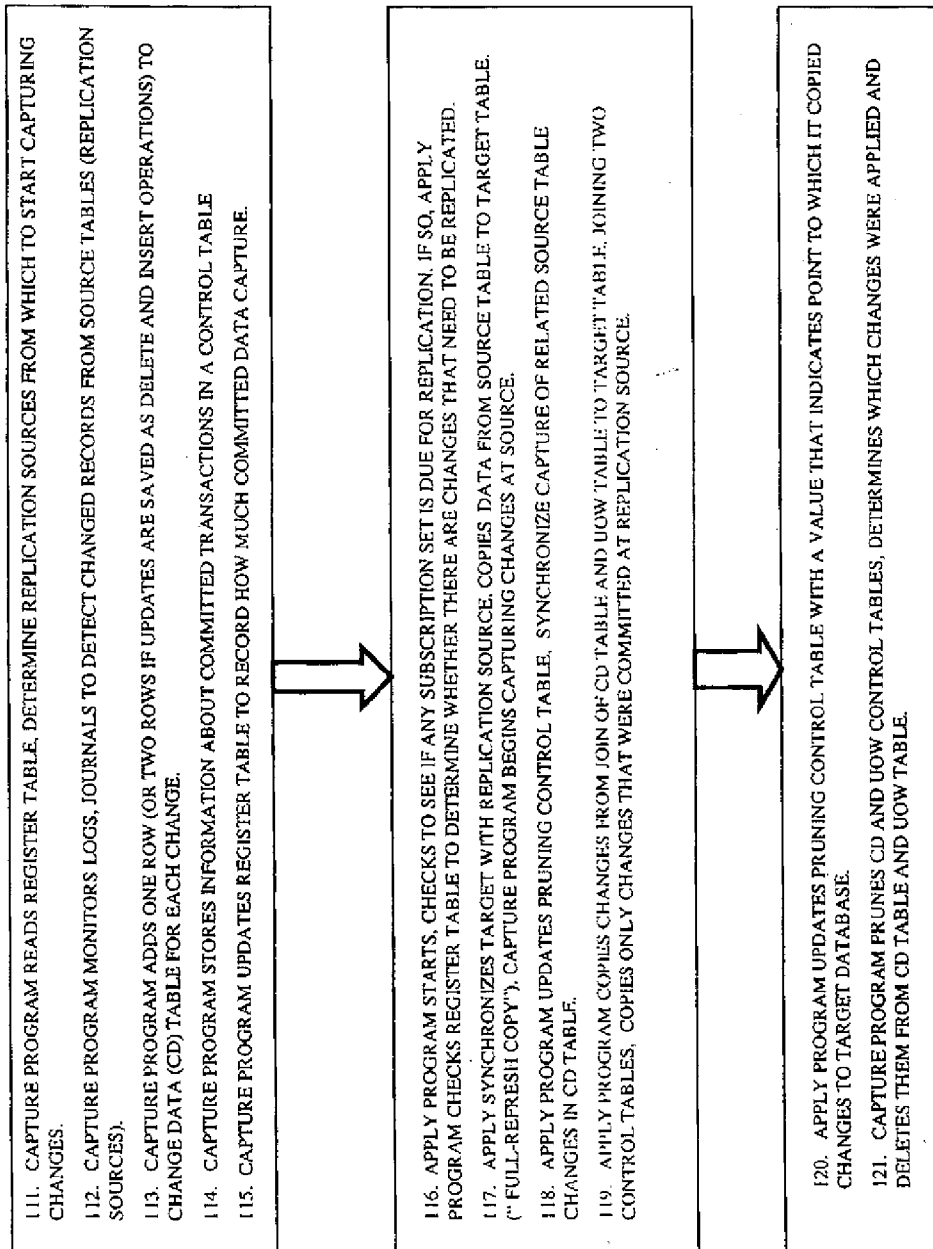 111. CAPTURE PROGRAM READS REGISTER TABLE, DETERMINE REPLICATION SOURCES FROM WHICH TO START CAPTURING
CHANGES.
112. CAPTURE PROGRAM MONITORS LOGS, JOURNALS TO DETECT CHANGED RECORDS FROM SOURCE TABLES (REPLICATION
SOURCES).
113. CAPTURE PROGRAM ADDS ONE ROW (OR TWO ROWS IF UPDATES ARE SAVED AS DELETE AND INSERT OPERATIONS) TO
CHANGE DATA (CD) TABLE FOR EACH CHANGE.
114. CAPTURE PROGRAM STORES INFORMATION ABOUT COMMITTED TRANSACTIONS IN A CONTROL TABLE
115. CAPTURE PROGRAM UPDATES REGISTER TABLE TO RECORD HOW MUCH COMMITTED DATA CAPTURE.
116. APPLY PROGRAM STARTS, CHECKS TO SEE IF ANY SUBSCRIPTION SET IS DUE FOR REPLICATION. IF SO, APPLY
PROGRAM CHECKS REGISTER TABLE TO DETERMINE WHETHER THERE ARE CHANGES THAT NEED TO BE REPLICATED.
117. APPLY SYNCHRONIZES TARGET WITH REPLICATION SOURCE. COPIES DATA FROM SOURCE TABLE TO TARGET TABLE.
("FULL-REFRESH COPY"). CAPTURE PROGRAM BEGINS CAPTURING CHANGES AT SOURCE.
118. APPLY PROGRAM UPDATES PRUNING CONTROL TABLE, SYNCHRONIZE CAPTURE OF RELATED SOURCE TABLE
CHANGES IN CD TABLE.
119. APPLY PROGRAM COPIES CHANGES FROM JOIN OF CD TABLE AND UOW TABLE TO TARGET TABLE, JOINING TWO
CONTROL TABLES, COPIES ONLY CHANGES THAT WERE COMMITTED AT REPLICATION SOURCE.
120. APPLY PROGRAM UPDATES PRUNING CONTROL TABLE WITH A VALUE THAT INDICATES POINT TO WHICH IT COPIED
CHANGES TO TARGET DATABASE.
121. CAPTURE PROGRAM PRUNES CD AND UOW CONTROL TABLES, DETERMINES WHICH CHANGES WERE APPLIED AND
DELETES THEM FROM CD TABLE AND UOW TABLE.